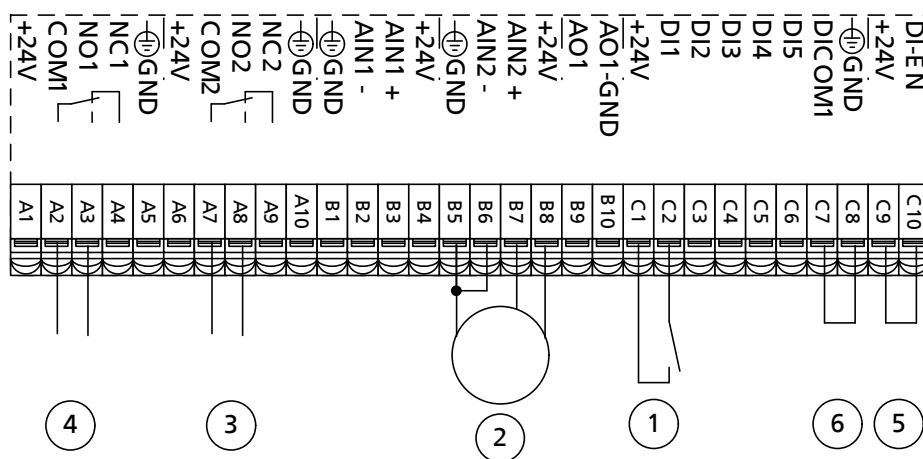 +24V
COM1
NO1
NC1
GND
+24V
COM2
NO2
NC2
GND
GND
AIN1 -
AIN1 +
+24V
GND
AIN2 -
AIN2 +
+24V
AO1
AO1-GND
+24V
DI1
DI2
DI3
DI4
DI5
DICOM1
GND
+24V
DI-EN
A1 A2 A3 A4 A5 A6 A7 A8 A9 A10 B1 B2 B3 B4 B5 B6 B7 B8 B9 B10 C1 C2 C3 C4 C5 C6 C7 C8 C9 C10
4 3 2 1 6 5